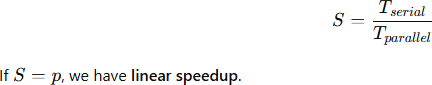 S = T_serial / T_parallel
If S = p, we have linear speedup.